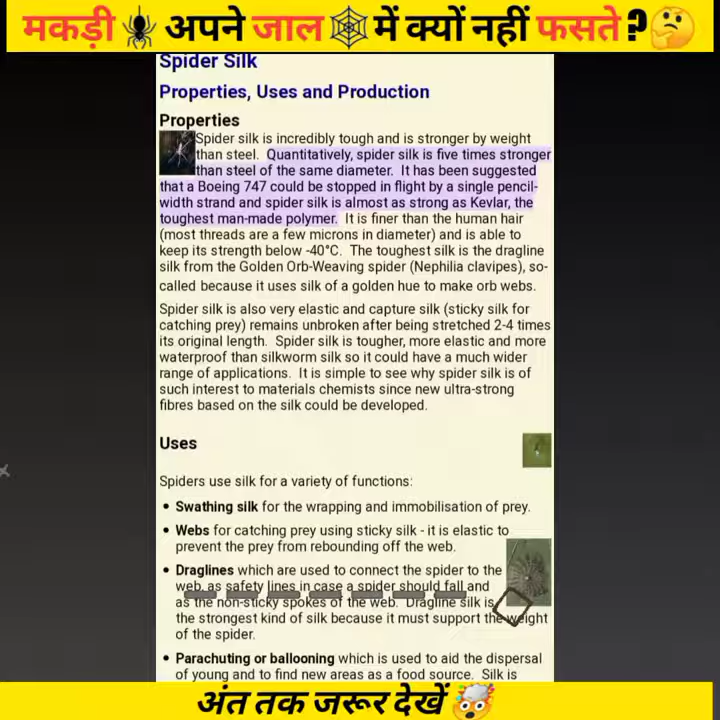 मकड़ी🕷️अपने जाल🕸️में क्यों नहीं फसते?🤔
Spider Silk
Properties, Uses and Production
Properties
Spider silk is incredibly tough and is stronger by weight
than steel.  Quantitatively, spider silk is five times stronger
than steel of the same diameter.  It has been suggested
that a Boeing 747 could be stopped in flight by a single pencil-
width strand and spider silk is almost as strong as Kevlar, the
toughest man-made polymer.  It is finer than the human hair
(most threads are a few microns in diameter) and is able to
keep its strength below -40°C.  The toughest silk is the dragline
silk from the Golden Orb-Weaving spider (Nephilia clavipes), so-
called because it uses silk of a golden hue to make orb webs.
Spider silk is also very elastic and capture silk (sticky silk for
catching prey) remains unbroken after being stretched 2-4 times
its original length.  Spider silk is tougher, more elastic and more
waterproof than silkworm silk so it could have a much wider
range of applications.  It is simple to see why spider silk is of
such interest to materials chemists since new ultra-strong
fibres based on the silk could be developed.
Uses
Spiders use silk for a variety of functions:
• Swathing silk for the wrapping and immobilisation of prey.
• Webs for catching prey using sticky silk - it is elastic to
prevent the prey from rebounding off the web.
• Draglines which are used to connect the spider to the
web, as safety lines in case a spider should fall and
as the non-sticky spokes of the web.  Dragline silk is
the strongest kind of silk because it must support the weight
of the spider.
• Parachuting or ballooning which is used to aid the dispersal
of young and to find new areas as a food source.  Silk is
अंत तक जरूर देखें🤯